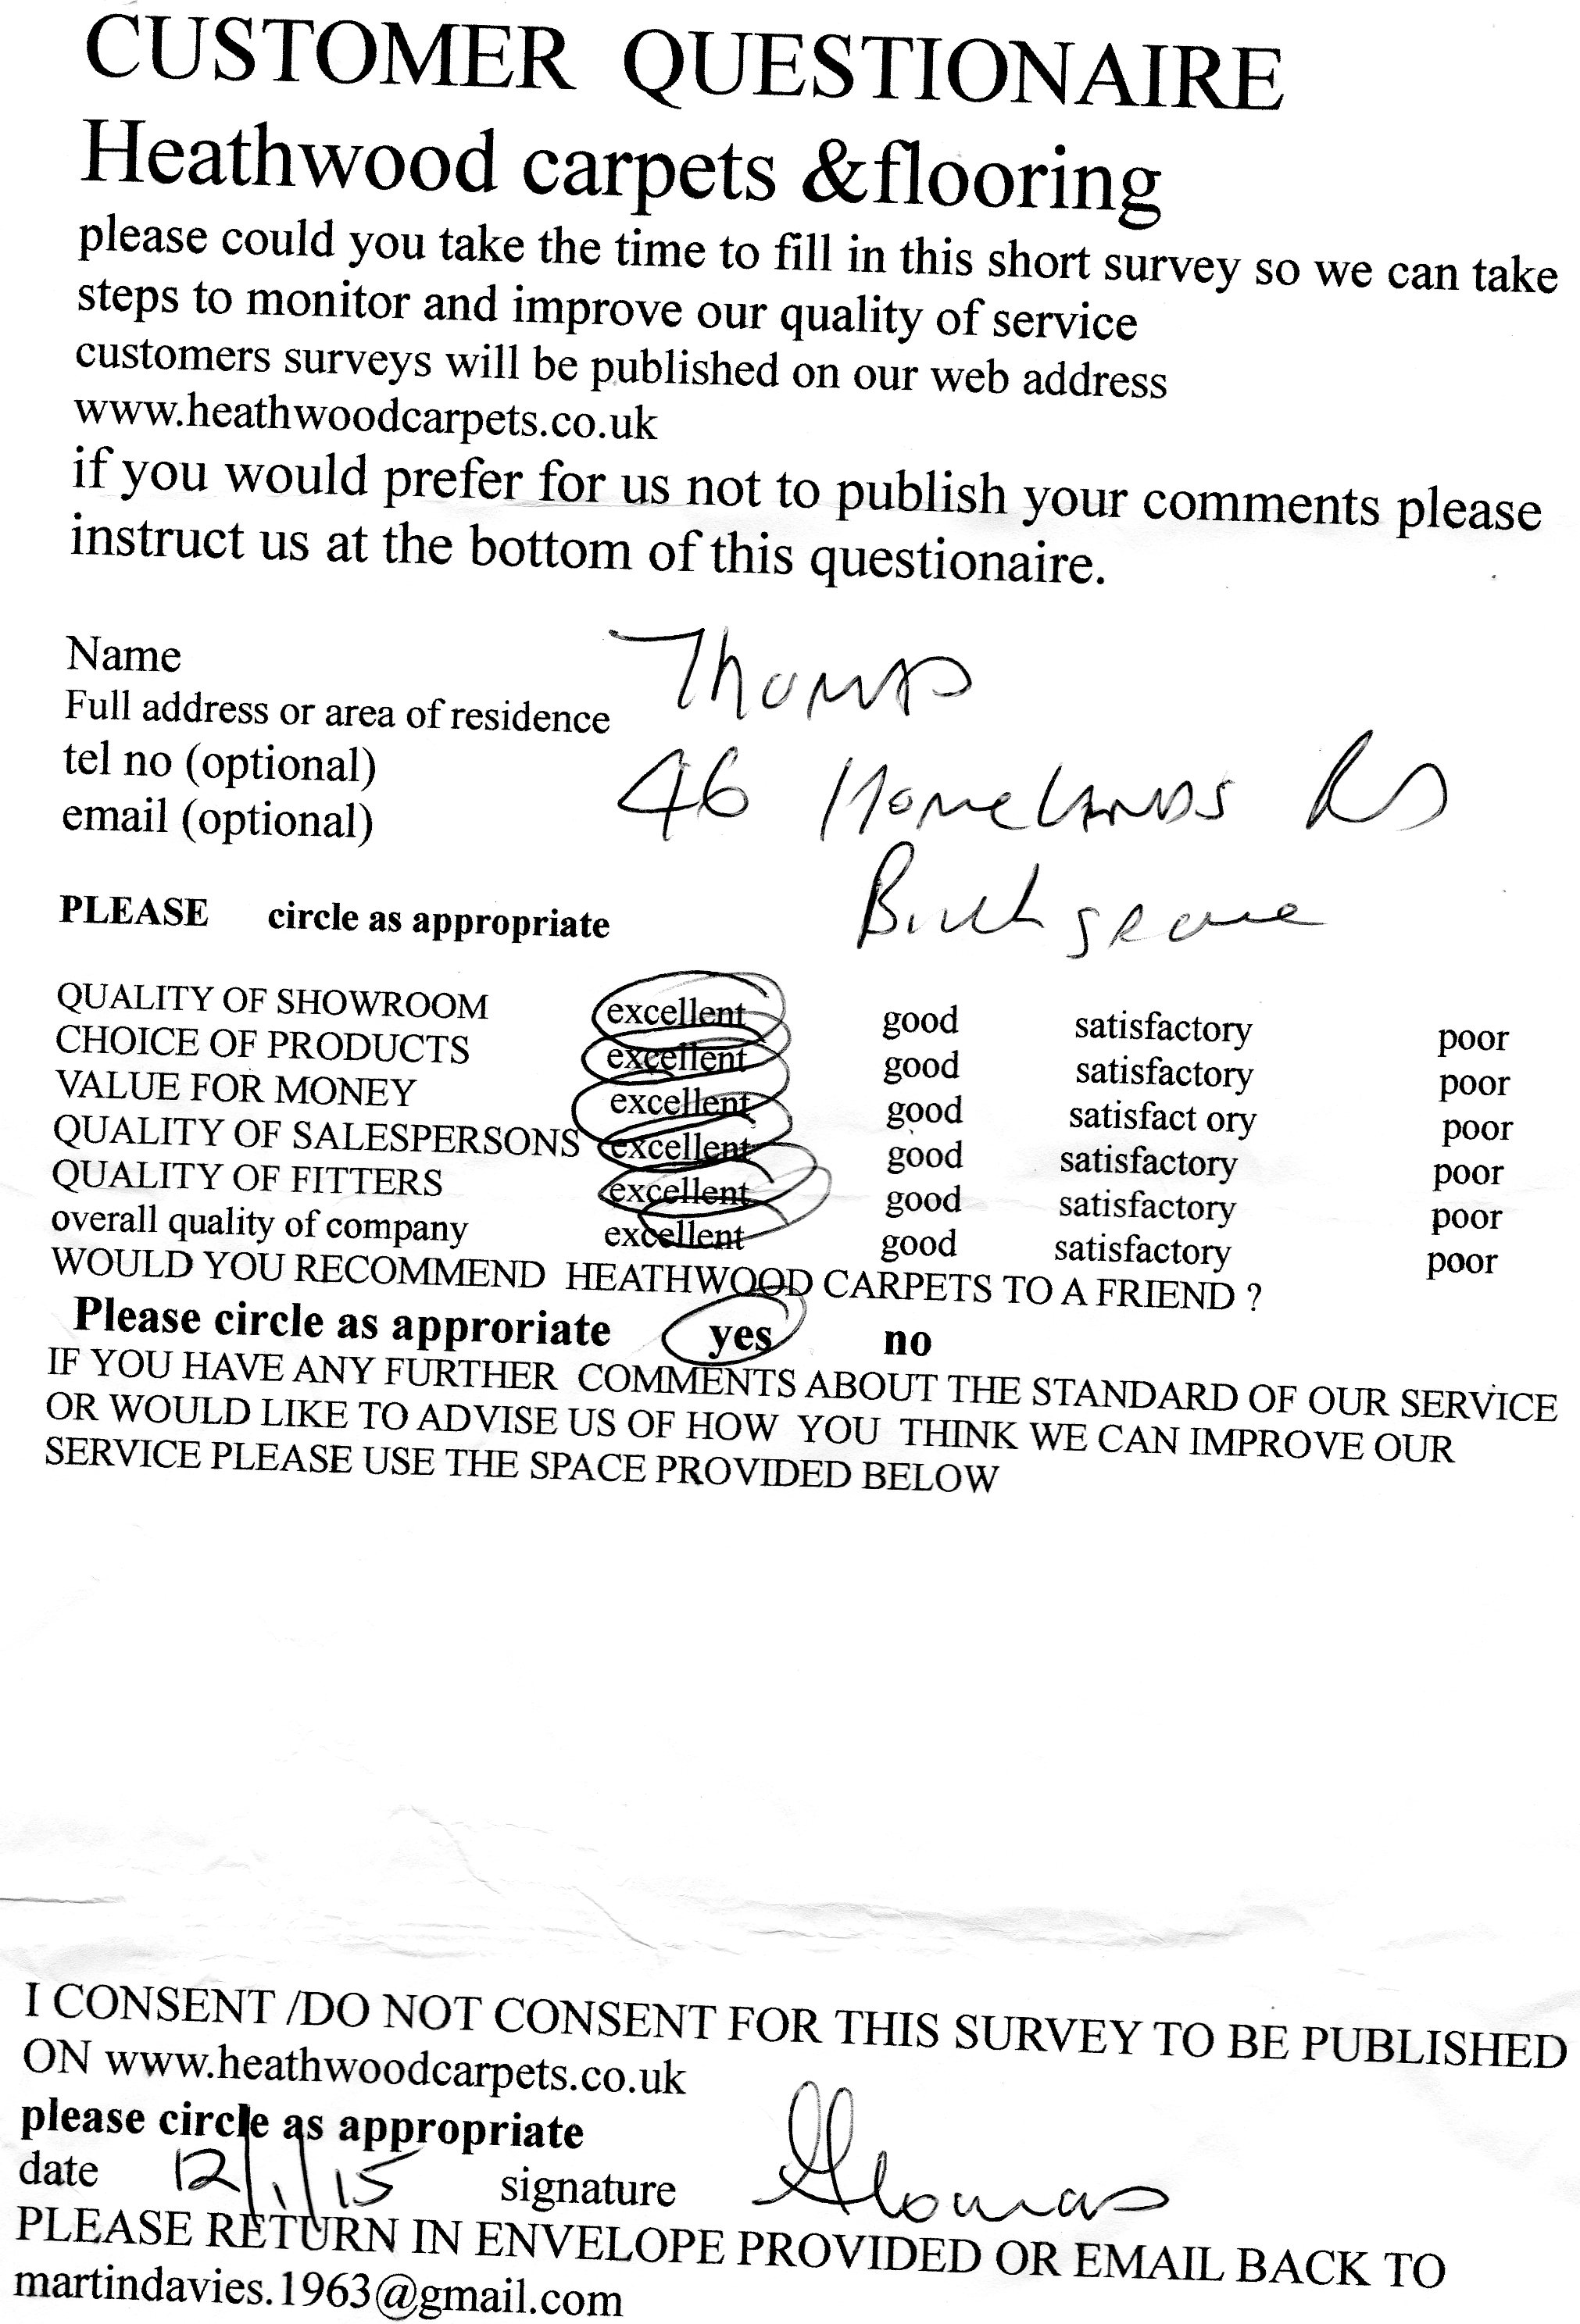 CUSTOMER QUESTIONAIRE
Heathwood carpets &flooring
please could you take the time to fill in this short survey so we can take
steps to monitor and improve our quality of service
customers surveys will be published on our web address
www.heathwoodcarpets.co.uk
if you would prefer for us not to publish your comments please
instruct us at the bottom of this questionaire.
Name Thomas
Full address or area of residence
tel no (optional) 46 Homelands Rd
email (optional)
Birchgrove
PLEASE circle as appropriate
QUALITY OF SHOWROOM excellent good satisfactory poor
CHOICE OF PRODUCTS excellent good satisfactory poor
VALUE FOR MONEY excellent good satisfact ory poor
QUALITY OF SALESPERSONS excellent good satisfactory poor
QUALITY OF FITTERS excellent good satisfactory poor
overall quality of company excellent good satisfactory poor
WOULD YOU RECOMMEND HEATHWOOD CARPETS TO A FRIEND ?
Please circle as approriate yes no
IF YOU HAVE ANY FURTHER COMMENTS ABOUT THE STANDARD OF OUR SERVICE
OR WOULD LIKE TO ADVISE US OF HOW YOU THINK WE CAN IMPROVE OUR
SERVICE PLEASE USE THE SPACE PROVIDED BELOW
I CONSENT /DO NOT CONSENT FOR THIS SURVEY TO BE PUBLISHED
ON www.heathwoodcarpets.co.uk
please circle as appropriate
date 12/1/15 signature Thomas
PLEASE RETURN IN ENVELOPE PROVIDED OR EMAIL BACK TO
martindavies.1963@gmail.com